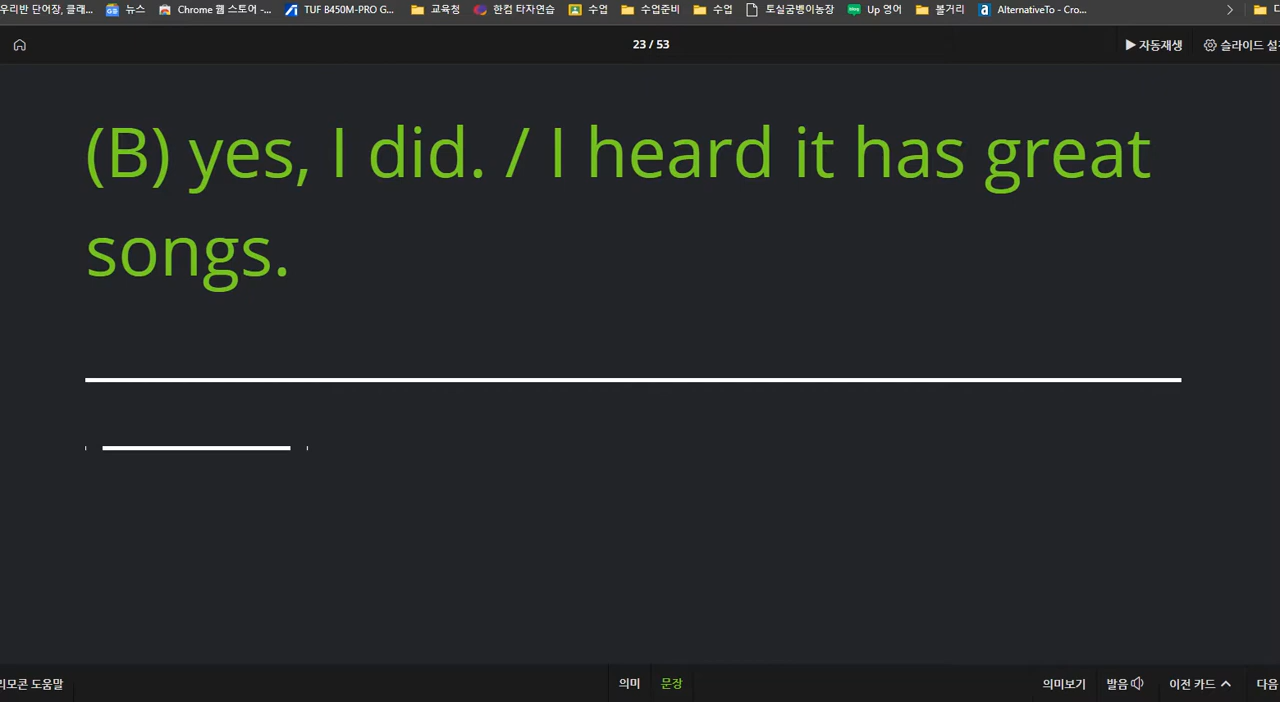 우리반 단어장, 클래... 뉴스 Chrome 웹 스토어 -... TUF B450M-PRO G... 교육청 한컴 타자연습 수업 수업준비 수업 토실굼벵이농장 Up 영어 볼거리 AlternativeTo - Cro...
23 / 53 자동재생 슬라이드 설
(B) yes, I did. / I heard it has great
songs.
리모콘 도움말 의미 문장 의미보기 발음 이전 카드 다음